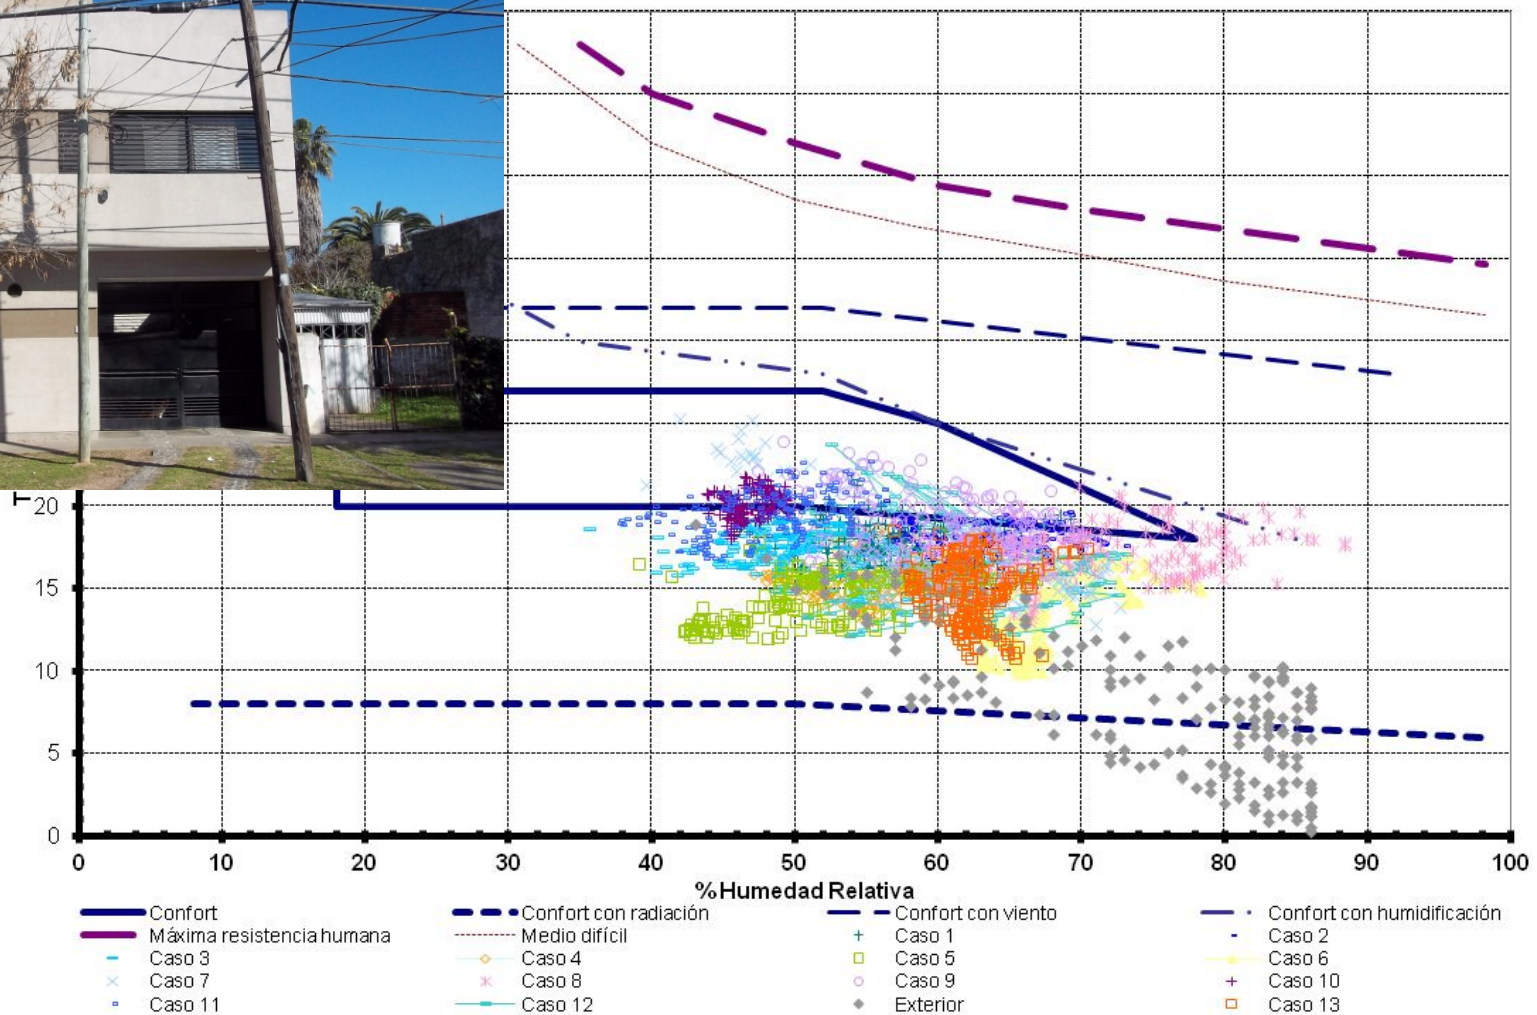 T
20
15
10
5
0
0 10 20 30 40 50 60 70 80 90 100
%Humedad Relativa
Confort Confort con radiación Confort con viento Confort con humidificación
Máxima resistencia humana Medio difícil Caso 1 Caso 2
Caso 3 Caso 4 Caso 5 Caso 6
Caso 7 Caso 8 Caso 9 Caso 10
Caso 11 Caso 12 Exterior Caso 13